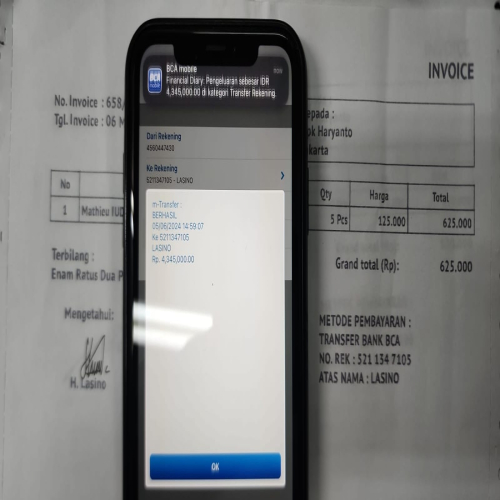 BCA mobile
Financial Diary: Pengeluaran sebesar IDR
4,345,000.00 di kategori Transfer Rekening.
BCA
mobile
Dari Rekening
4560447435
Ke Rekening
5211347105 - LASINO
m-Transfer :
BERHASIL
05/06/2024 14:59:07
Ke 5211347105
LASINO
Rp. 4,345,000.00
OK
INVOICE
No. Invoice : 658/
Tgl. Invoice : 06 M
epada :
ok Haryanto
karta
No Qty Harga Total
1 Mathieu 5 Pcs 125.000 625.000
Grand total (Rp): 625.000
Terbilang :
Enam Ratus Dua P
Mengetahui:
H. Lasino
METODE PEMBAYARAN :
TRANSFER BANK BCA
NO. REK : 521 134 7105
ATAS NAMA : LASINO